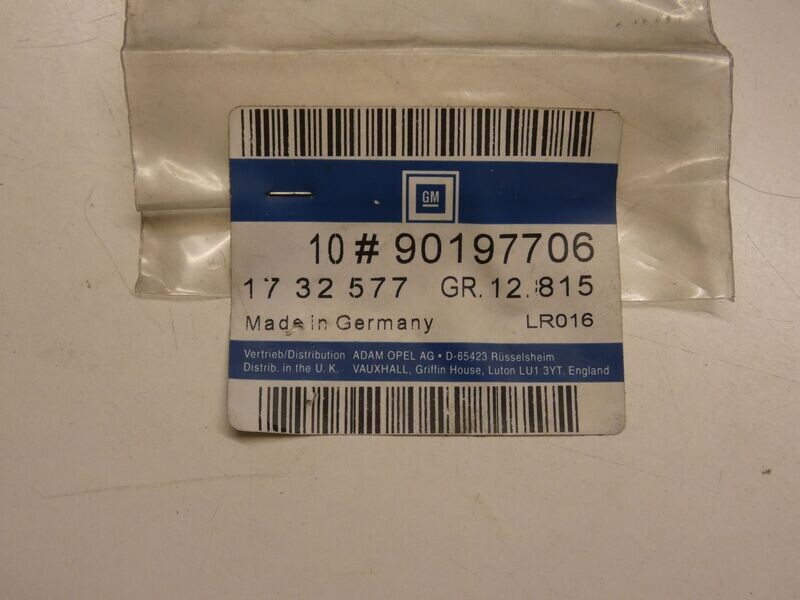 GM
10 # 90197706
17 32 577 GR. 12.815
Made in Germany LR016
Vertrieb/Distribution ADAM OPEL AG • D-65423 Rüsselsheim
Distrib. in the U. K. VAUXHALL, Griffin House, Luton LU1 3YT. England